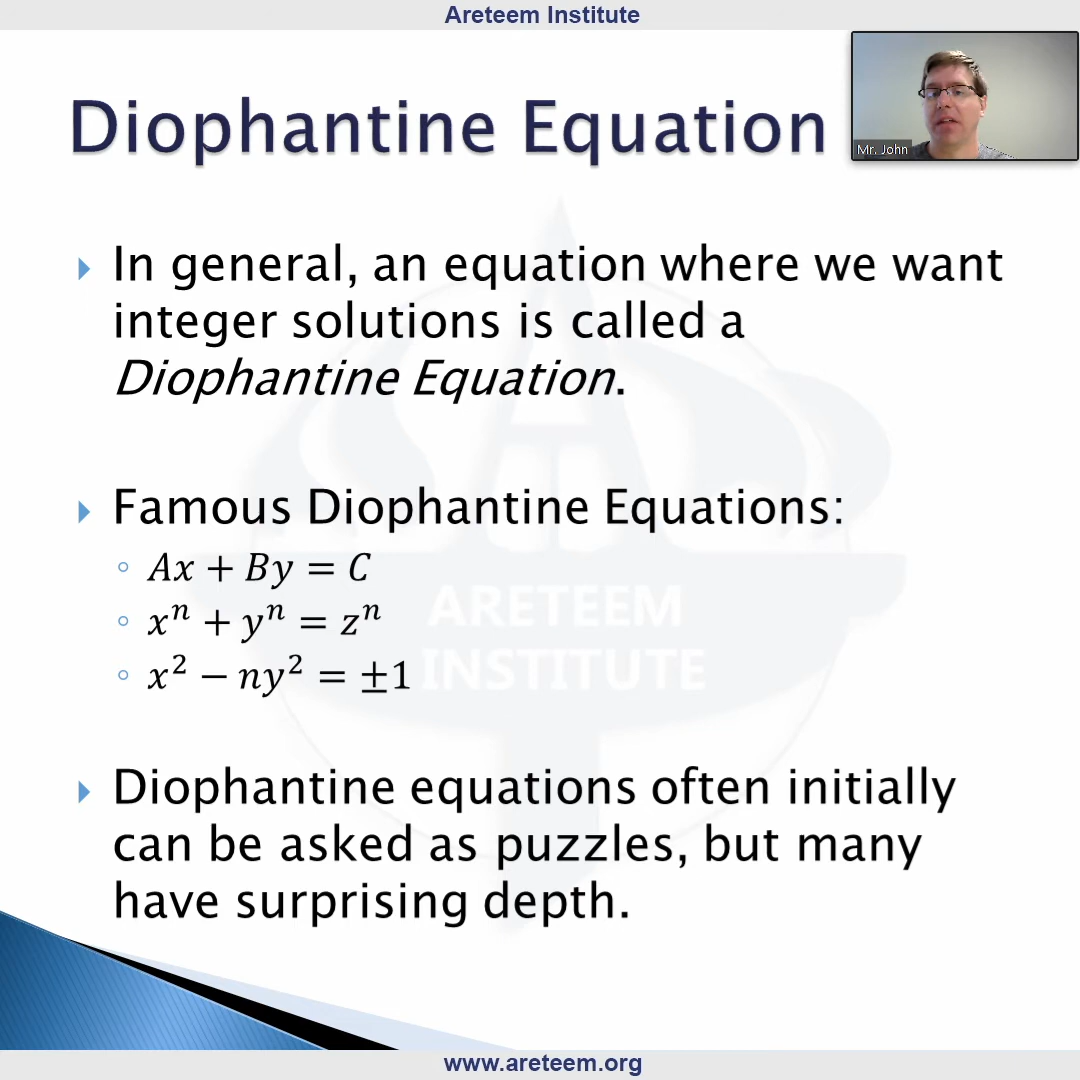 Areteem Institute
Diophantine Equation
Mr. John
In general, an equation where we want
integer solutions is called a
Diophantine Equation.
Famous Diophantine Equations:
Ax + By = C
xⁿ + yⁿ = zⁿ
x² − ny² = ±1
ARETEEM
INSTITUTE
Diophantine equations often initially
can be asked as puzzles, but many
have surprising depth.
www.areteem.org